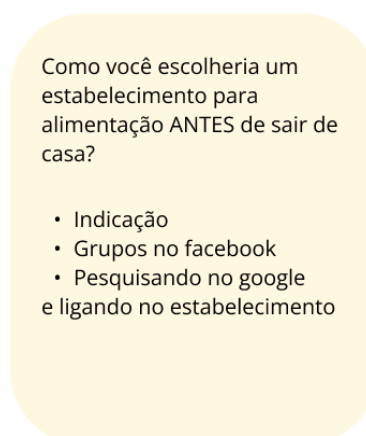 Como você escolheria um
estabelecimento para
alimentação ANTES de sair de
casa?
• Indicação
• Grupos no facebook
• Pesquisando no google
e ligando no estabelecimento